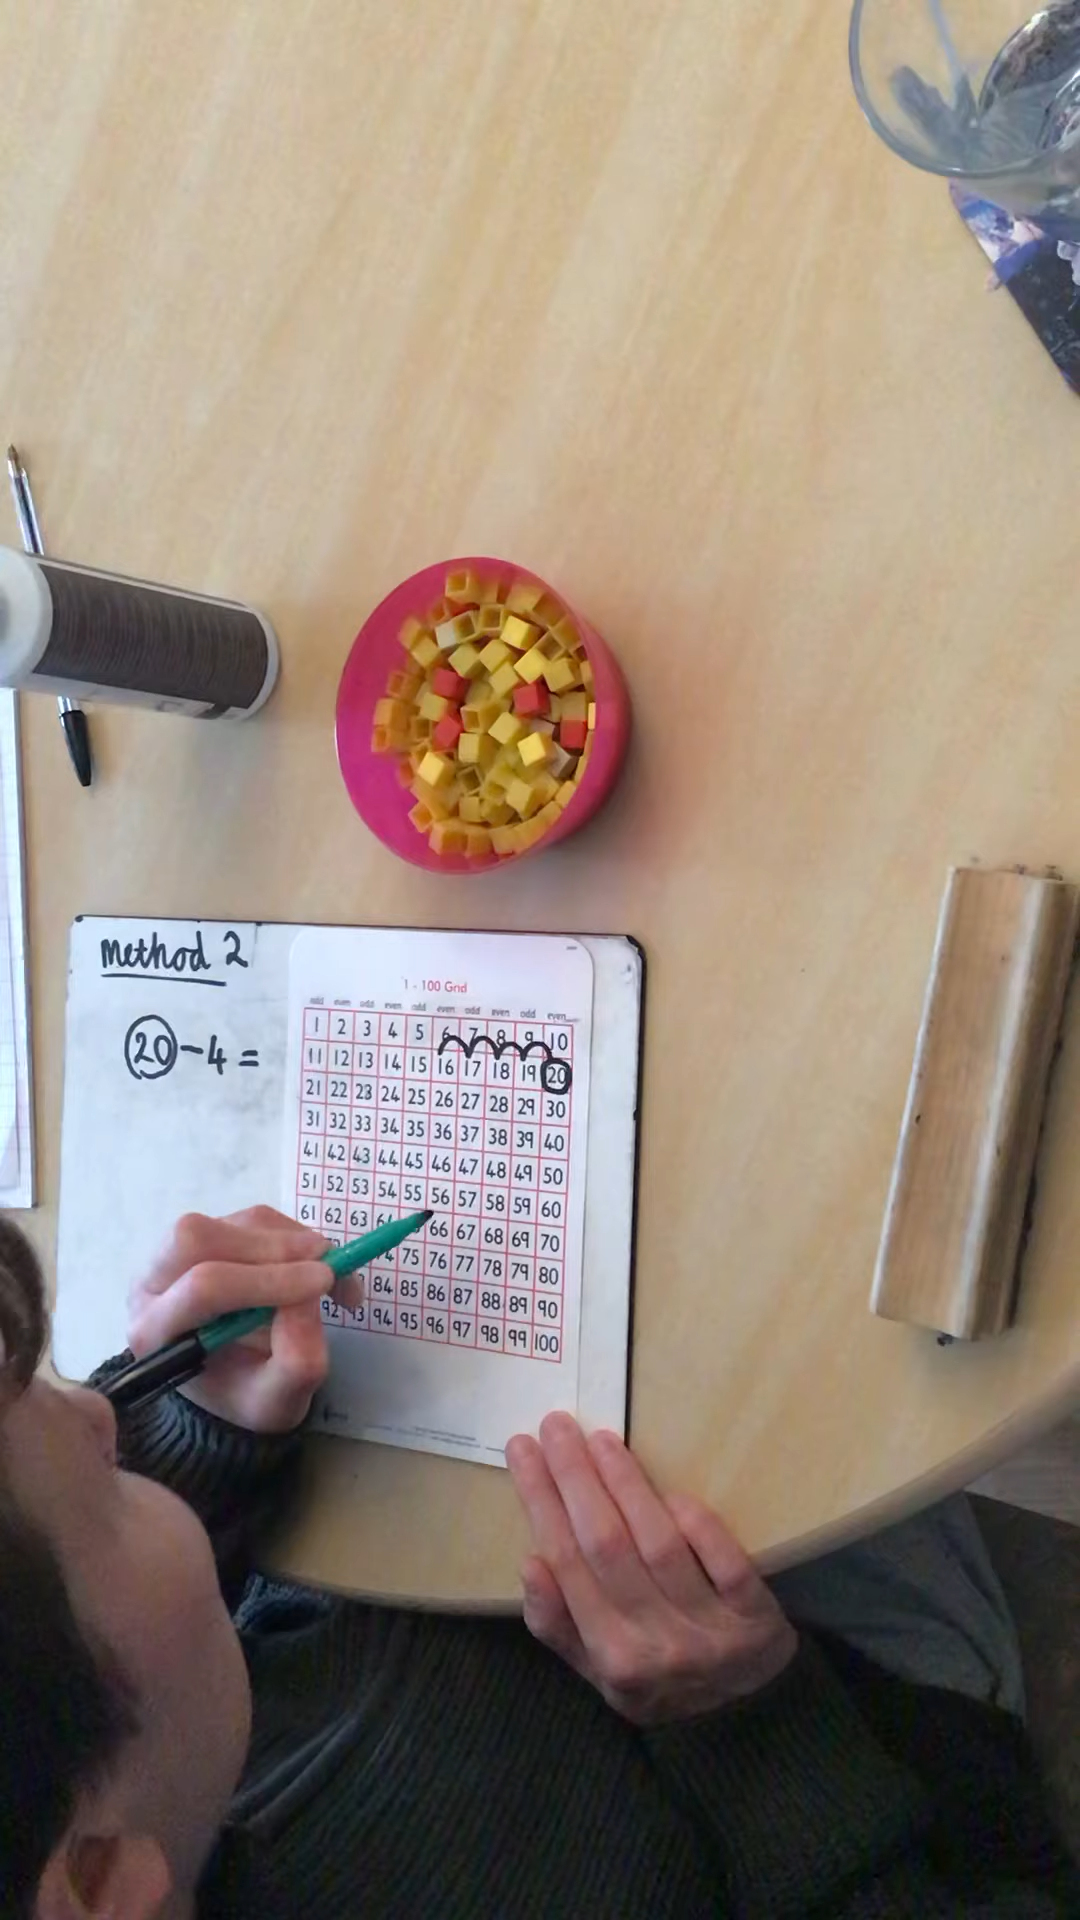 method 2
20 - 4 =
1 - 100 Grid
odd even odd even odd even odd even odd even
1 2 3 4 5 6 7 8 9 10
11 12 13 14 15 16 17 18 19 20
21 22 23 24 25 26 27 28 29 30
31 32 33 34 35 36 37 38 39 40
41 42 43 44 45 46 47 48 49 50
51 52 53 54 55 56 57 58 59 60
61 62 63 64 66 67 68 69 70
74 75 76 77 78 79 80
84 85 86 87 88 89 90
92 93 94 95 96 97 98 99 100